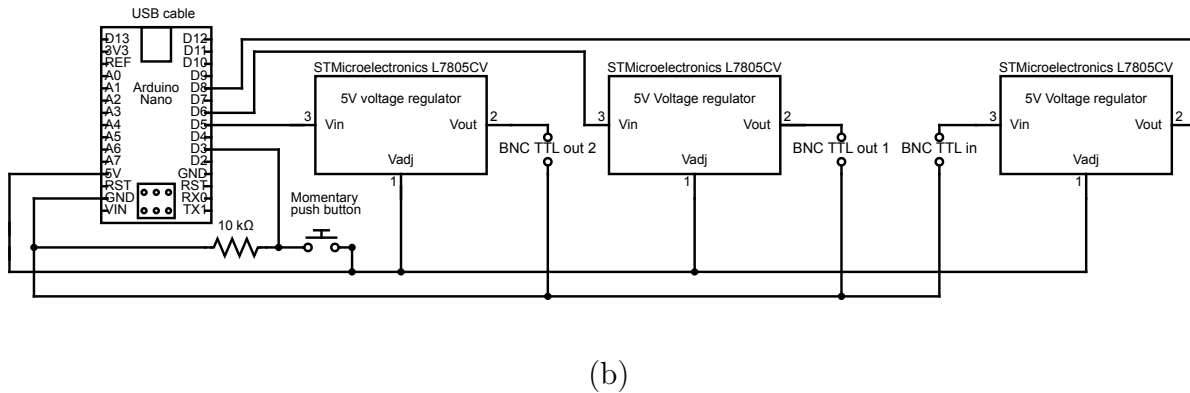 USB cable
D13 D12
3V3 D11
REF D10
A0 D9
A1 Arduino D8
A2 Nano D7
A3 D6
A4 D5
A5 D4
A6 D3
A7 D2
5V GND
RST RST
GND RX0
VIN TX1
STMicroelectronics L7805CV
5V voltage regulator
3 Vin Vout 2
Vadj
1
BNC TTL out 2
STMicroelectronics L7805CV
5V Voltage regulator
3 Vin Vout 2
Vadj
1
BNC TTL out 1
BNC TTL in
STMicroelectronics L7805CV
5V Voltage regulator
3 Vin Vout 2
Vadj
1
10 kΩ
Momentary
push button
(b)